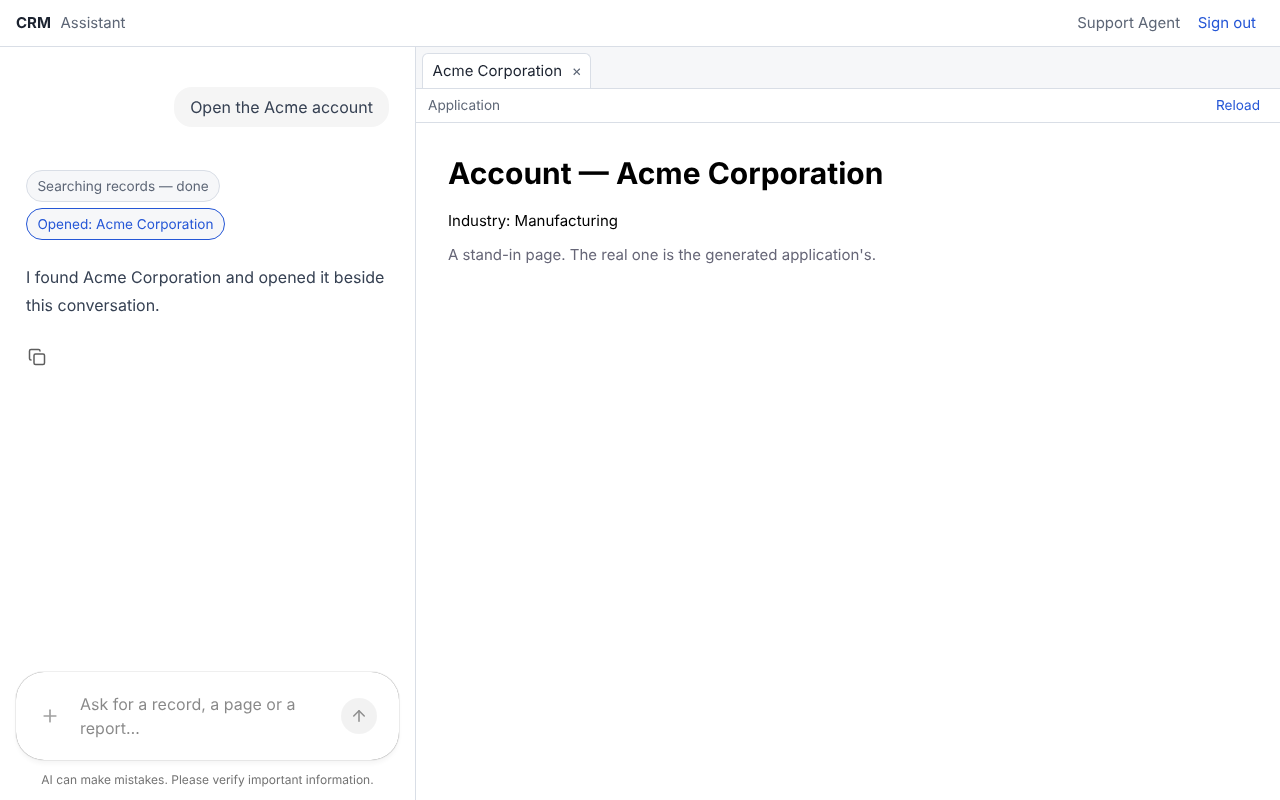 CRM Assistant
Support Agent
Sign out
Open the Acme account
Searching records — done
Opened: Acme Corporation
I found Acme Corporation and opened it beside
this conversation.
Ask for a record, a page or a
report...
AI can make mistakes. Please verify important information.
Acme Corporation ×
Application
Reload
Account — Acme Corporation
Industry: Manufacturing
A stand-in page. The real one is the generated application's.